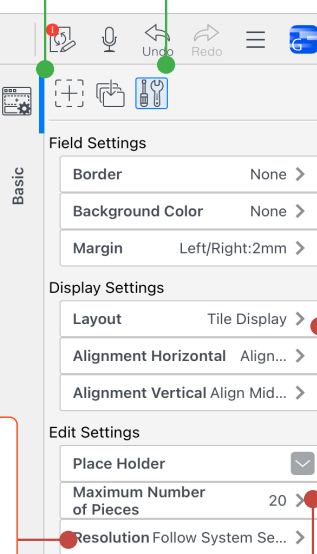 1
Undo
Redo
G
Basic
Field Settings
Border None
Background Color None
Margin Left/Right:2mm
Display Settings
Layout Tile Display
Alignment Horizontal Align...
Alignment Vertical Align Mid...
Edit Settings
Place Holder
Maximum Number
of Pieces 20
Resolution Follow System Se...